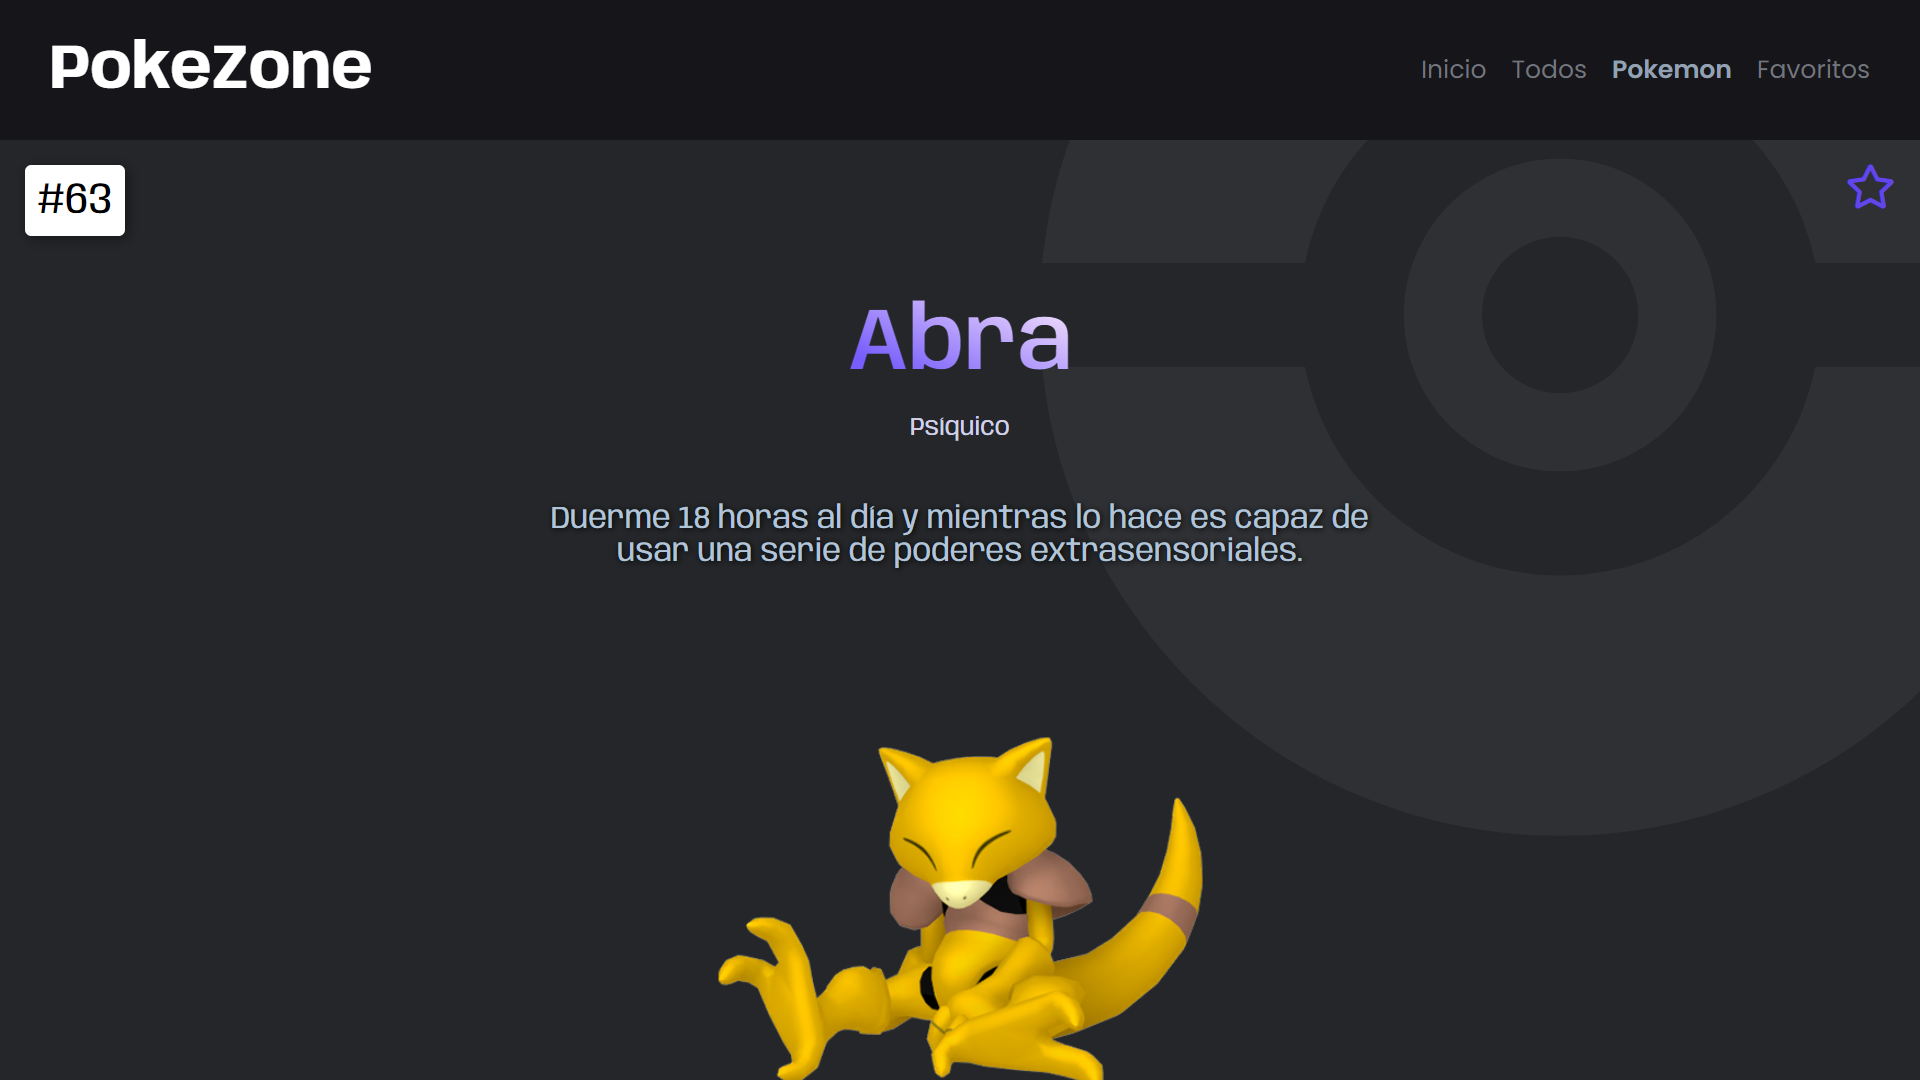 PokeZone
Inicio Todos Pokemon Favoritos
#63
Abra
Psíquico
Duerme 18 horas al día y mientras lo hace es capaz de
usar una serie de poderes extrasensoriales.